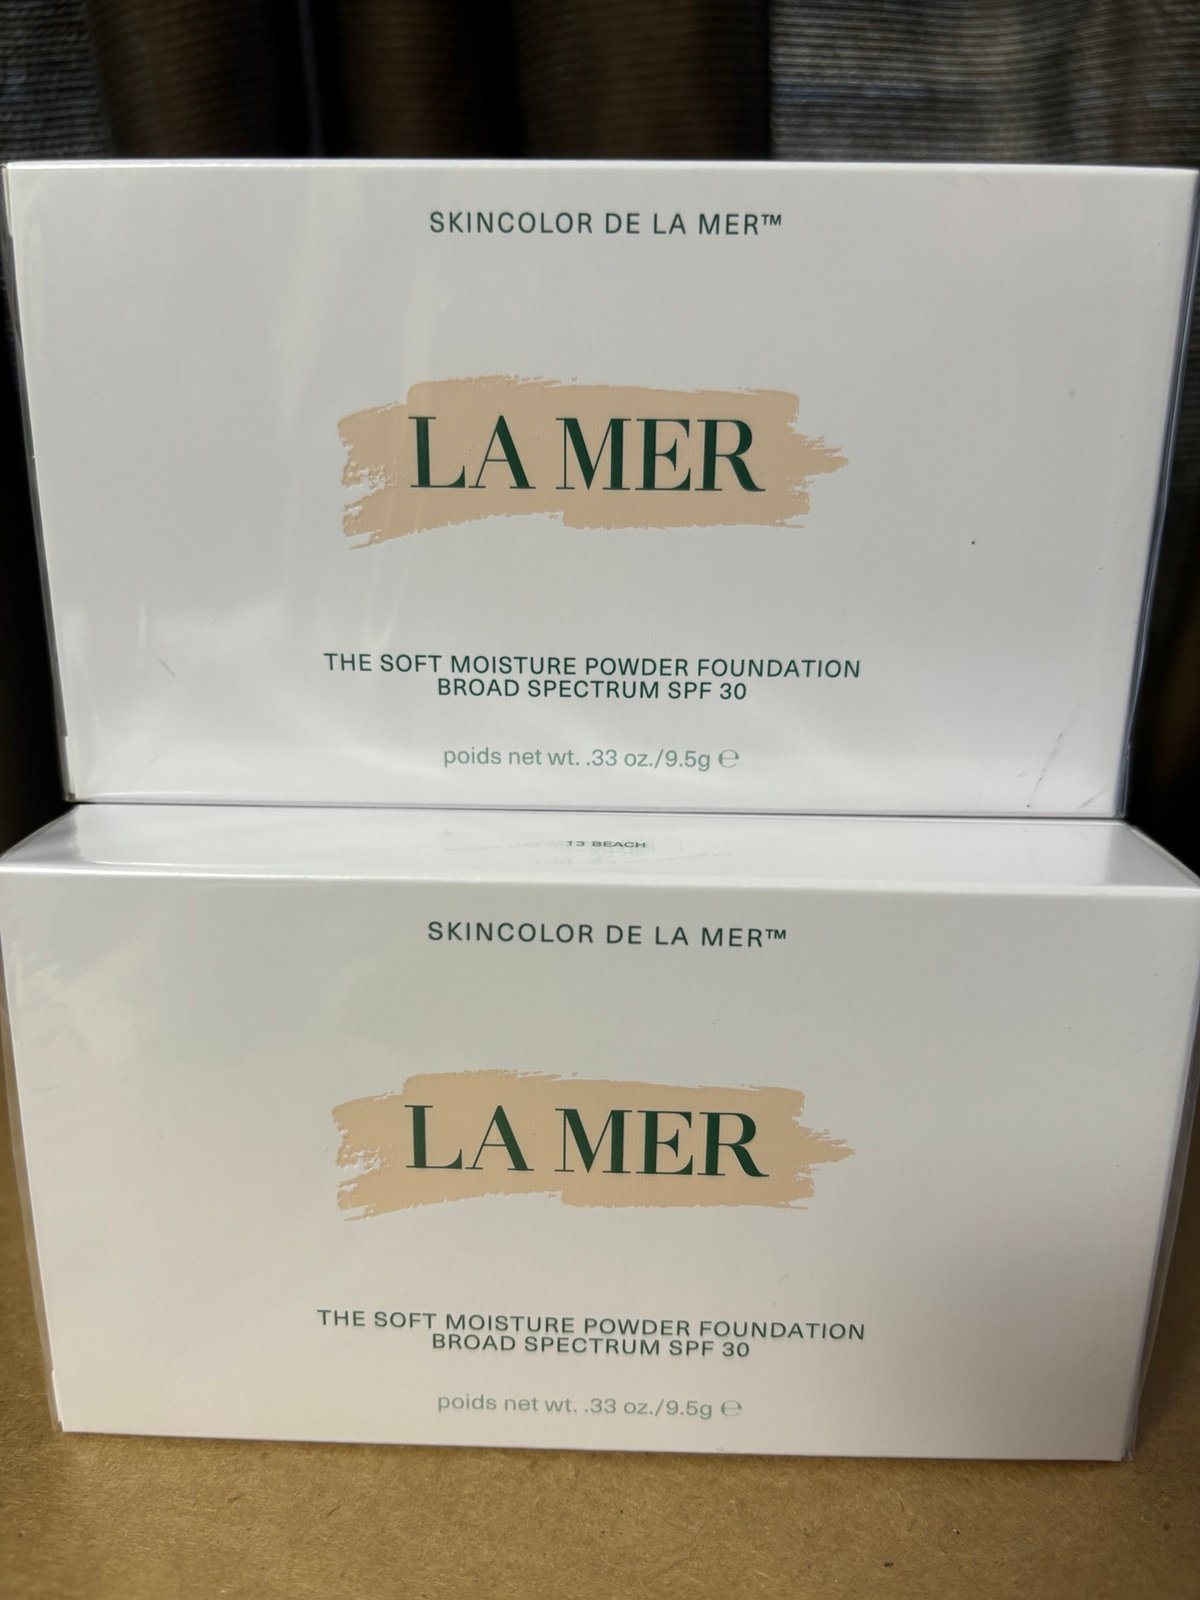 SKINCOLOR DE LA MER™
LA MER
THE SOFT MOISTURE POWDER FOUNDATION
BROAD SPECTRUM SPF 30
poids net wt. .33 oz./9.5g ℮
13 BEACH
SKINCOLOR DE LA MER™
LA MER
THE SOFT MOISTURE POWDER FOUNDATION
BROAD SPECTRUM SPF 30
poids net wt. .33 oz./9.5g ℮